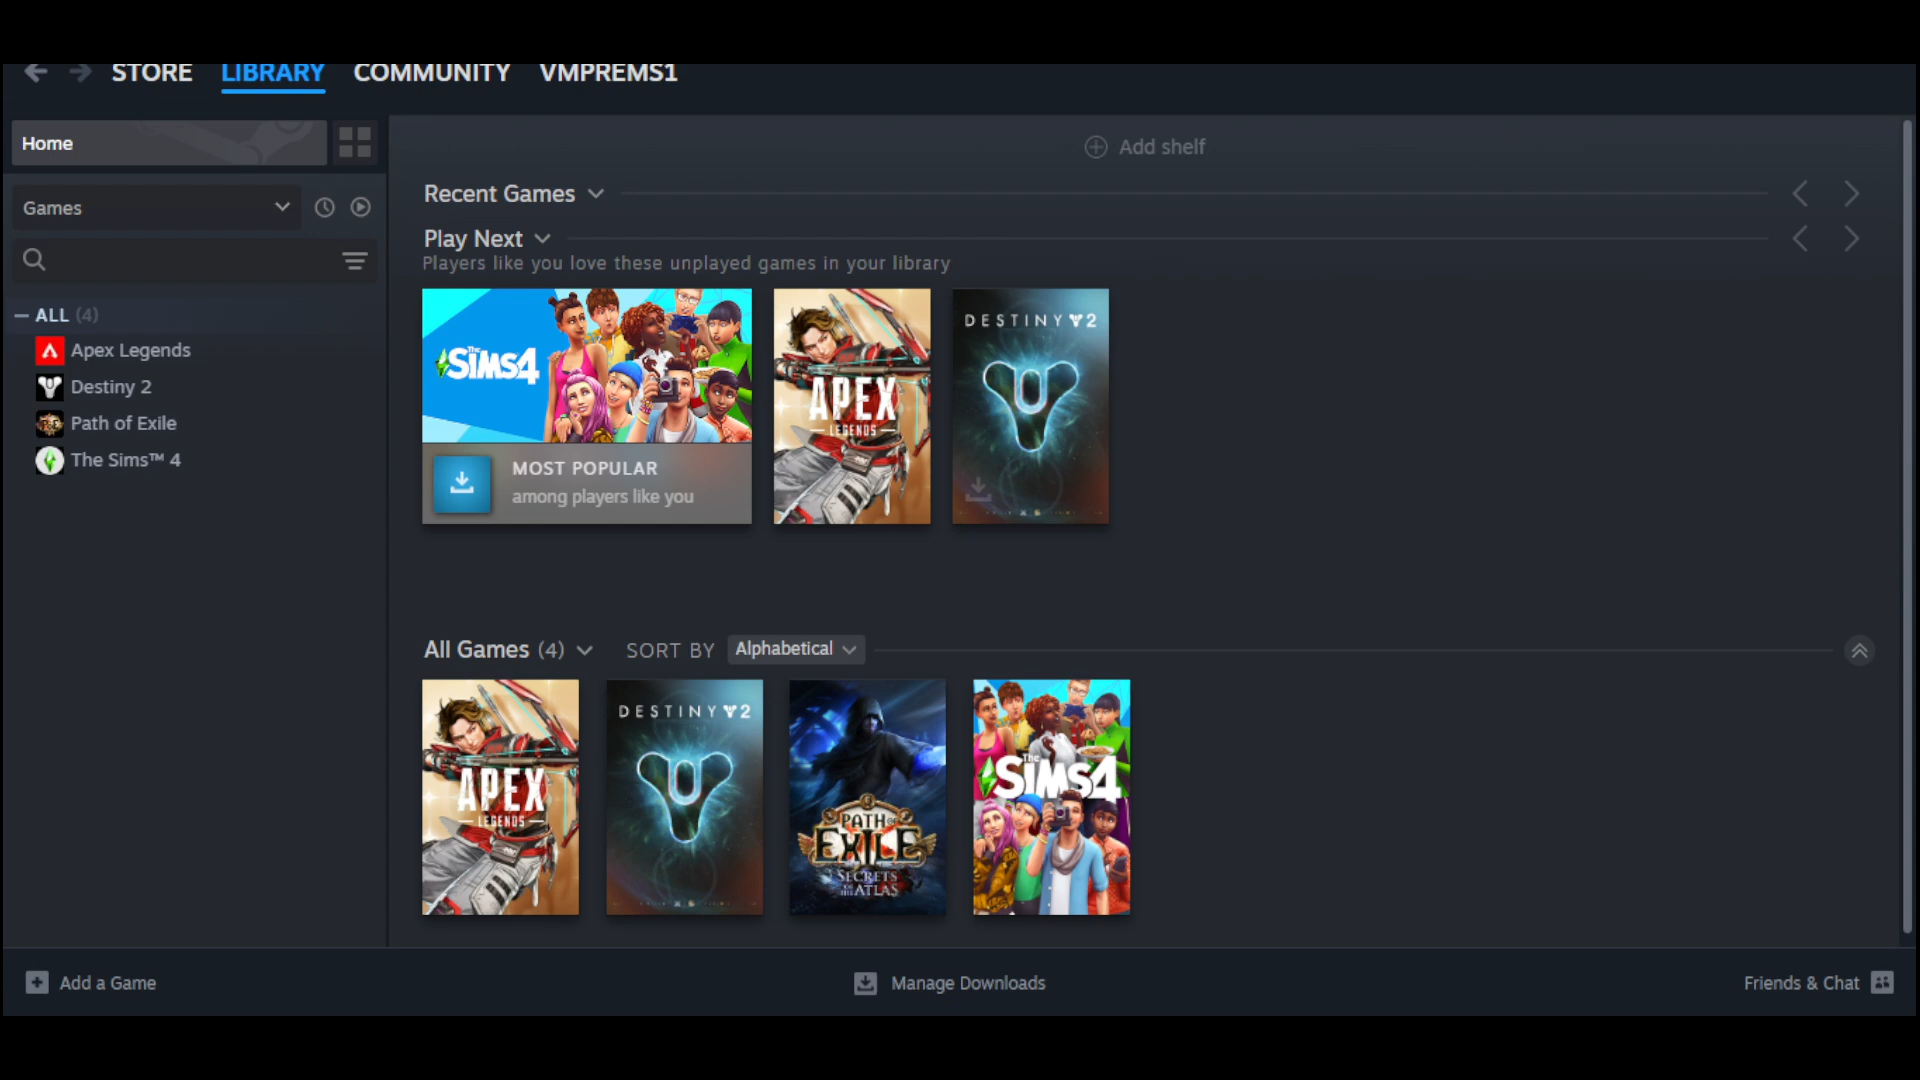 STORE LIBRARY COMMUNITY VMPREMS1
Home
Add shelf
Games
Recent Games
Play Next
Players like you love these unplayed games in your library
ALL (4)
Apex Legends
Destiny 2
Path of Exile
The Sims™ 4
The SIMS4
MOST POPULAR
among players like you
APEX
LEGENDS
DESTINY 2
All Games (4) SORT BY Alphabetical
APEX
LEGENDS
DESTINY 2
PATH OF
EXILE
SECRETS
OF THE ATLAS
The SIMS4
Add a Game
Manage Downloads
Friends & Chat